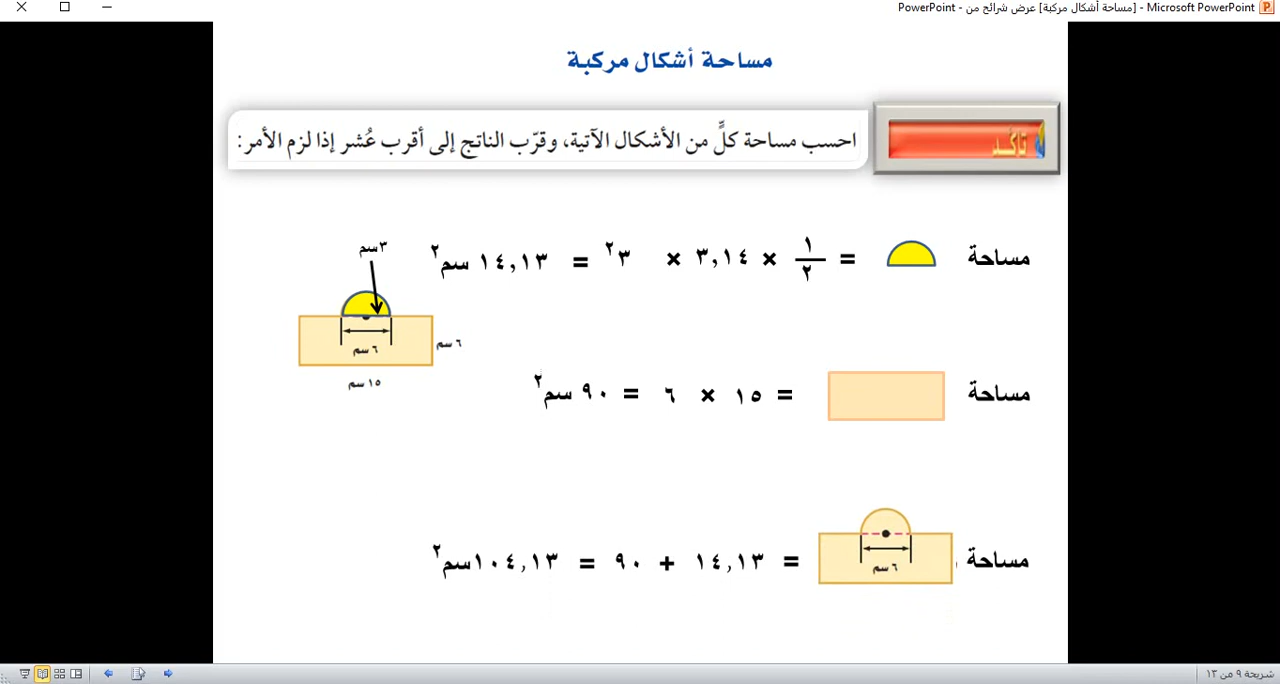 PowerPoint - عرض شرائح من [مساحة أشكال مركبة] - Microsoft PowerPoint
مساحة أشكال مركبة
تأكد
احسب مساحة كلٍّ من الأشكال الآتية، وقرّب الناتج إلى أقرب عُشر إذا لزم الأمر:
مساحة = ١/٢ × ٣,١٤ × ٣٢ = ١٤,١٣ سم٢
٣سم
٦ سم
٦ سم
١٥ سم
مساحة = ١٥ × ٦ = ٩٠ سم٢
مساحة = ١٤,١٣ + ٩٠ = ١٠٤,١٣سم٢
٦ سم
شريحة ٩ من ١٣